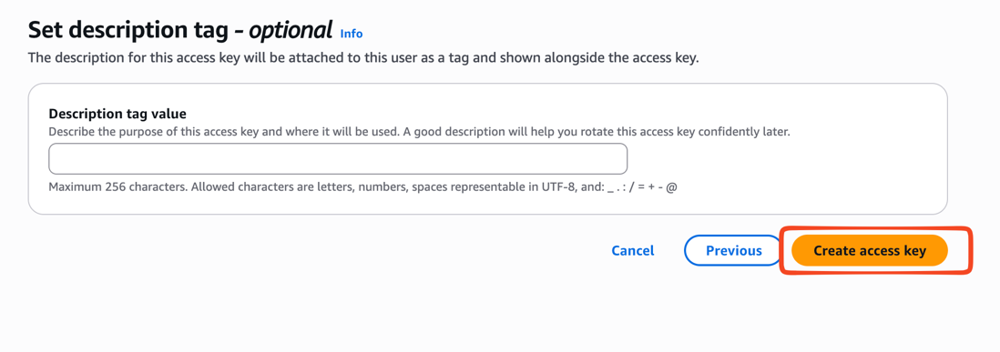 Set description tag - optional Info
The description for this access key will be attached to this user as a tag and shown alongside the access key.
Description tag value
Describe the purpose of this access key and where it will be used. A good description will help you rotate this access key confidently later.
Maximum 256 characters. Allowed characters are letters, numbers, spaces representable in UTF-8, and: _ . : / = + - @
Cancel Previous Create access key